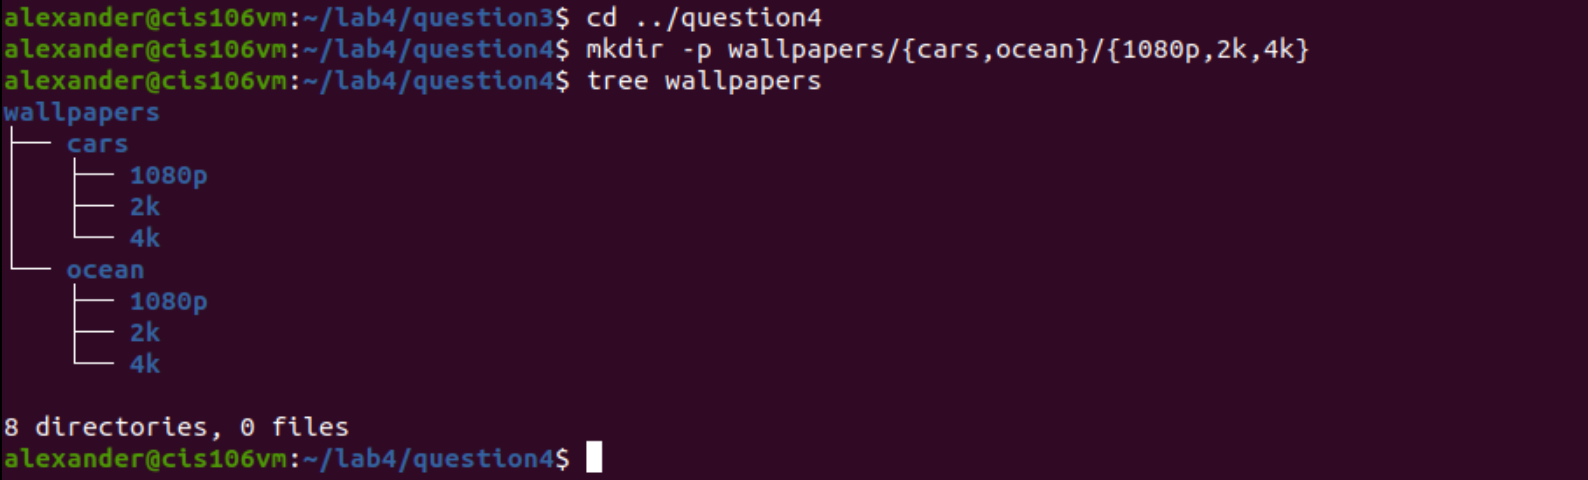 alexander@cis106vm:~/lab4/question3$ cd ../question4
alexander@cis106vm:~/lab4/question4$ mkdir -p wallpapers/{cars,ocean}/{1080p,2k,4k}
alexander@cis106vm:~/lab4/question4$ tree wallpapers
wallpapers
├── cars
│   ├── 1080p
│   ├── 2k
│   └── 4k
└── ocean
    ├── 1080p
    ├── 2k
    └── 4k

8 directories, 0 files
alexander@cis106vm:~/lab4/question4$